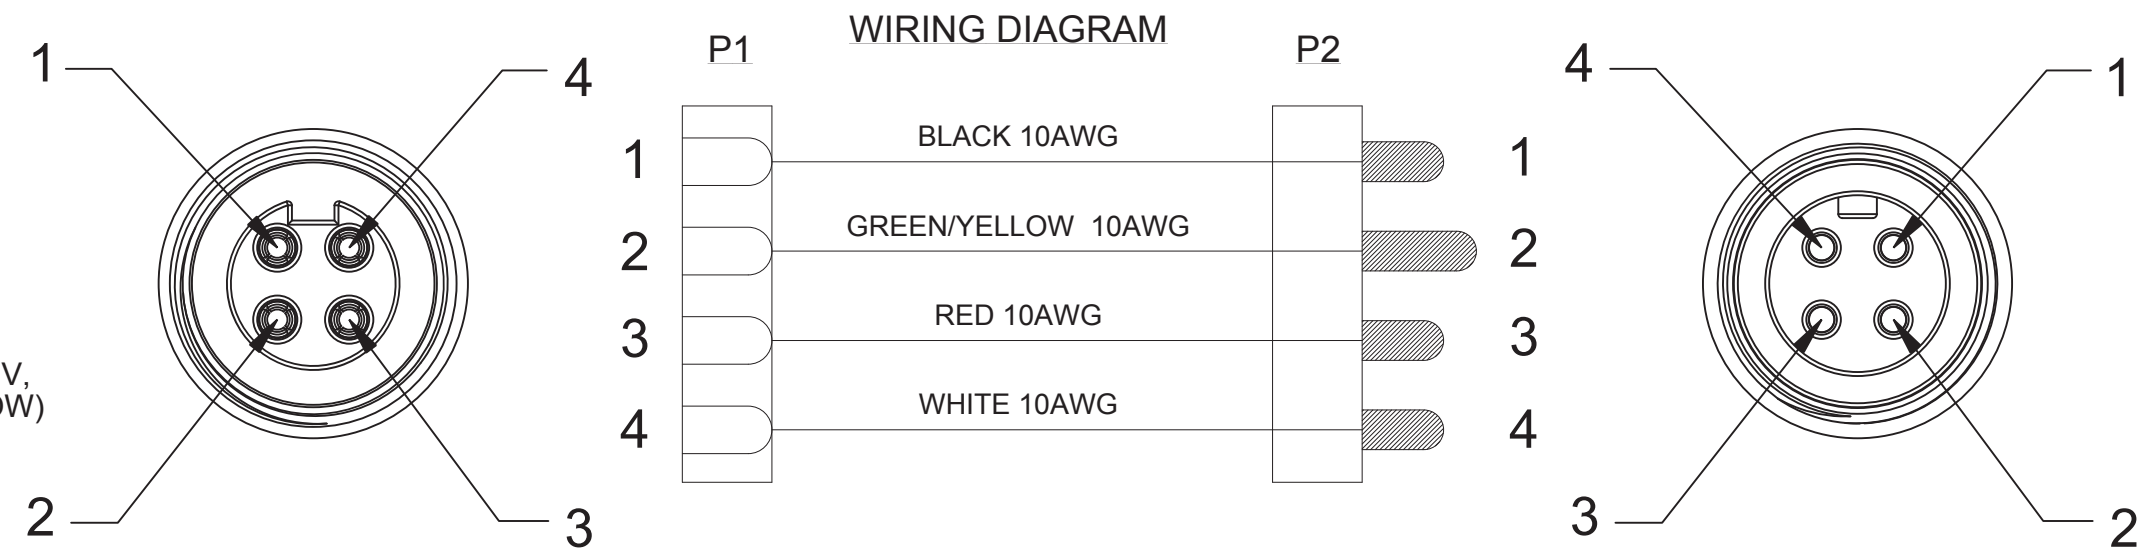 WIRING DIAGRAM
P1
P2
1
4
2
3
V,
OW)
1 BLACK 10AWG 1
2 GREEN/YELLOW 10AWG 2
3 RED 10AWG 3
4 WHITE 10AWG 4
4
1
3
2